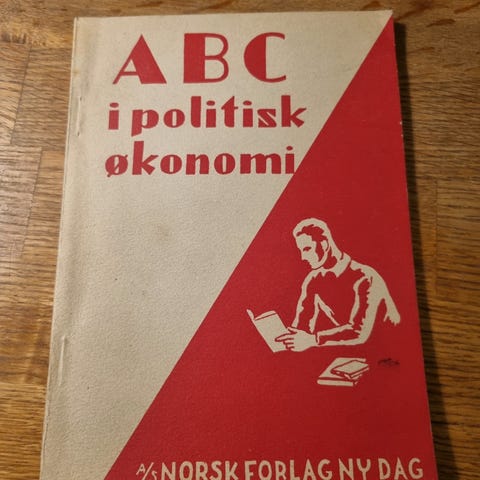 ABC
i politisk
økonomi
A/S NORSK FORLAG NY DAG